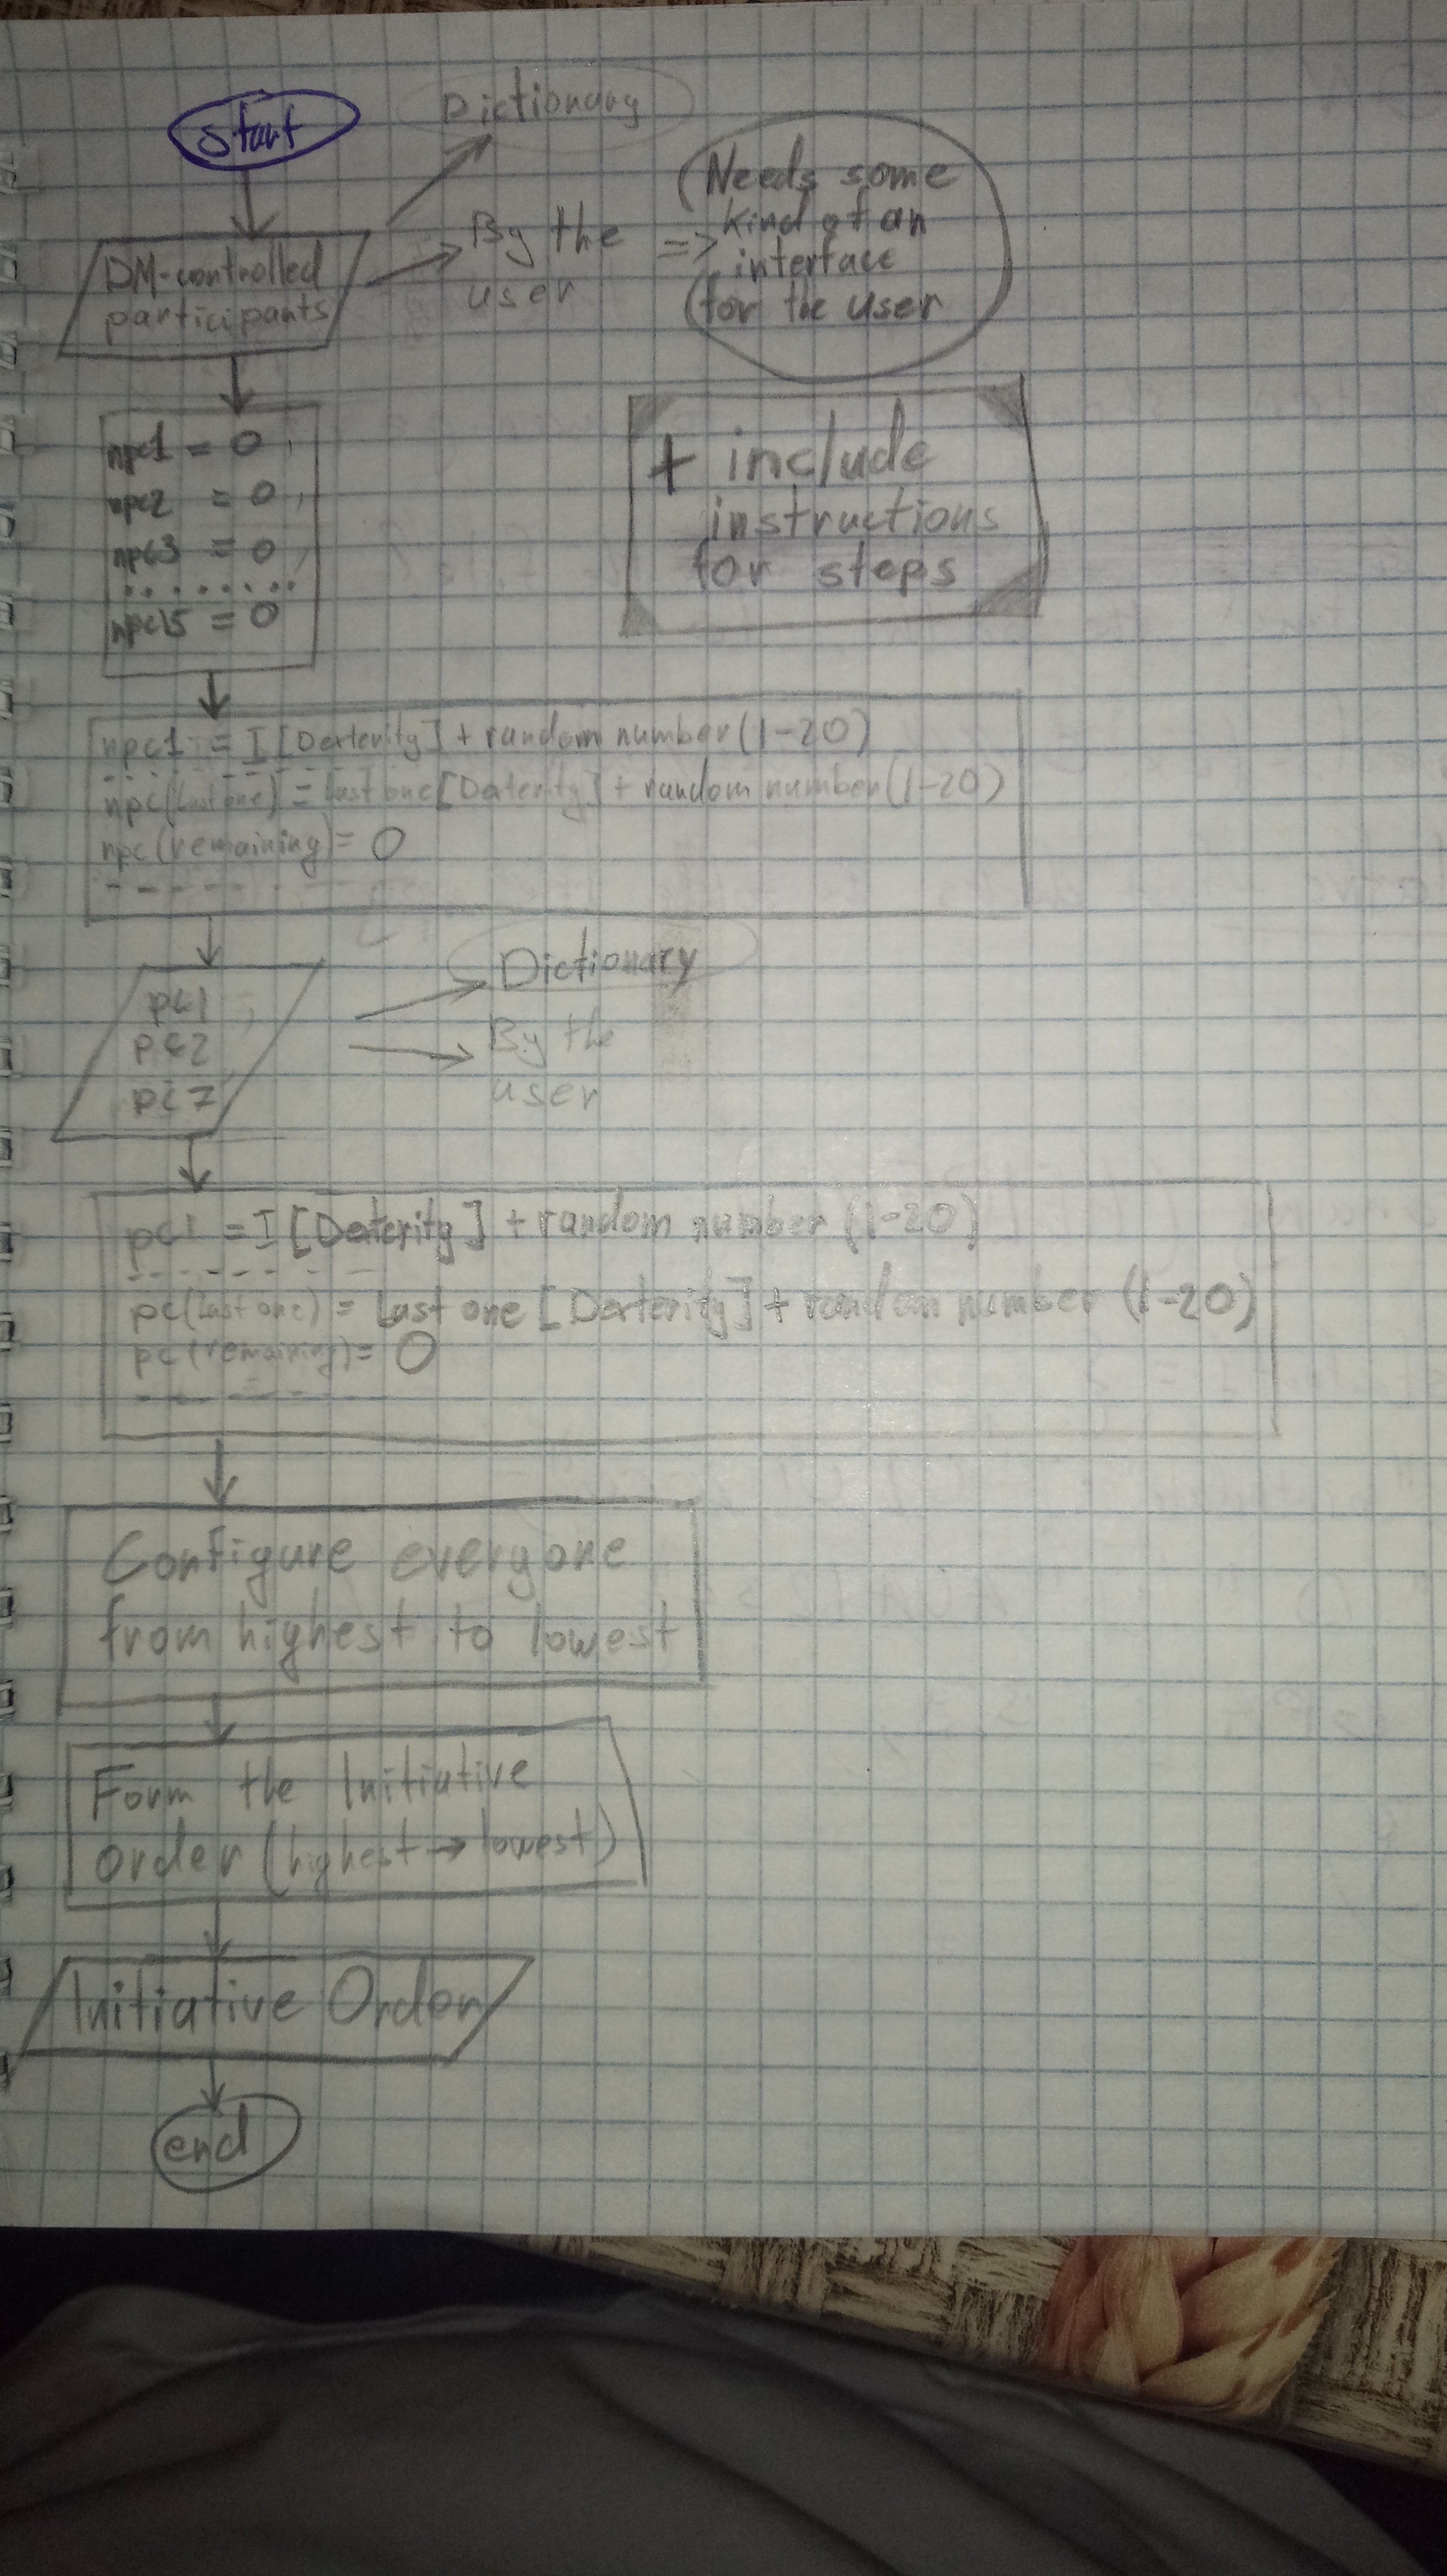 start
Dictionary
DM-controlled
participants
By the
user
=>
Needs some
kind of an
interface
for the user
npc1 = 0,
npc2 = 0,
npc3 = 0,
.........
npc15 = 0
+ include
instructions
for steps
npc1 = I [Dexterity] + random number (1-20)
npc(last one) = last one [Dexterity] + random number (1-20)
npc (remaining) = 0
pc1
pc2
pc7
Dictionary
By the
user
pc1 = I [Dexterity] + random number (1-20)
pc(last one) = last one [Dexterity] + random number (1-20)
pc (remaining) = 0
Configure everyone
from highest to lowest
Form the Initiative
order (highest → lowest)
Initiative Order
end